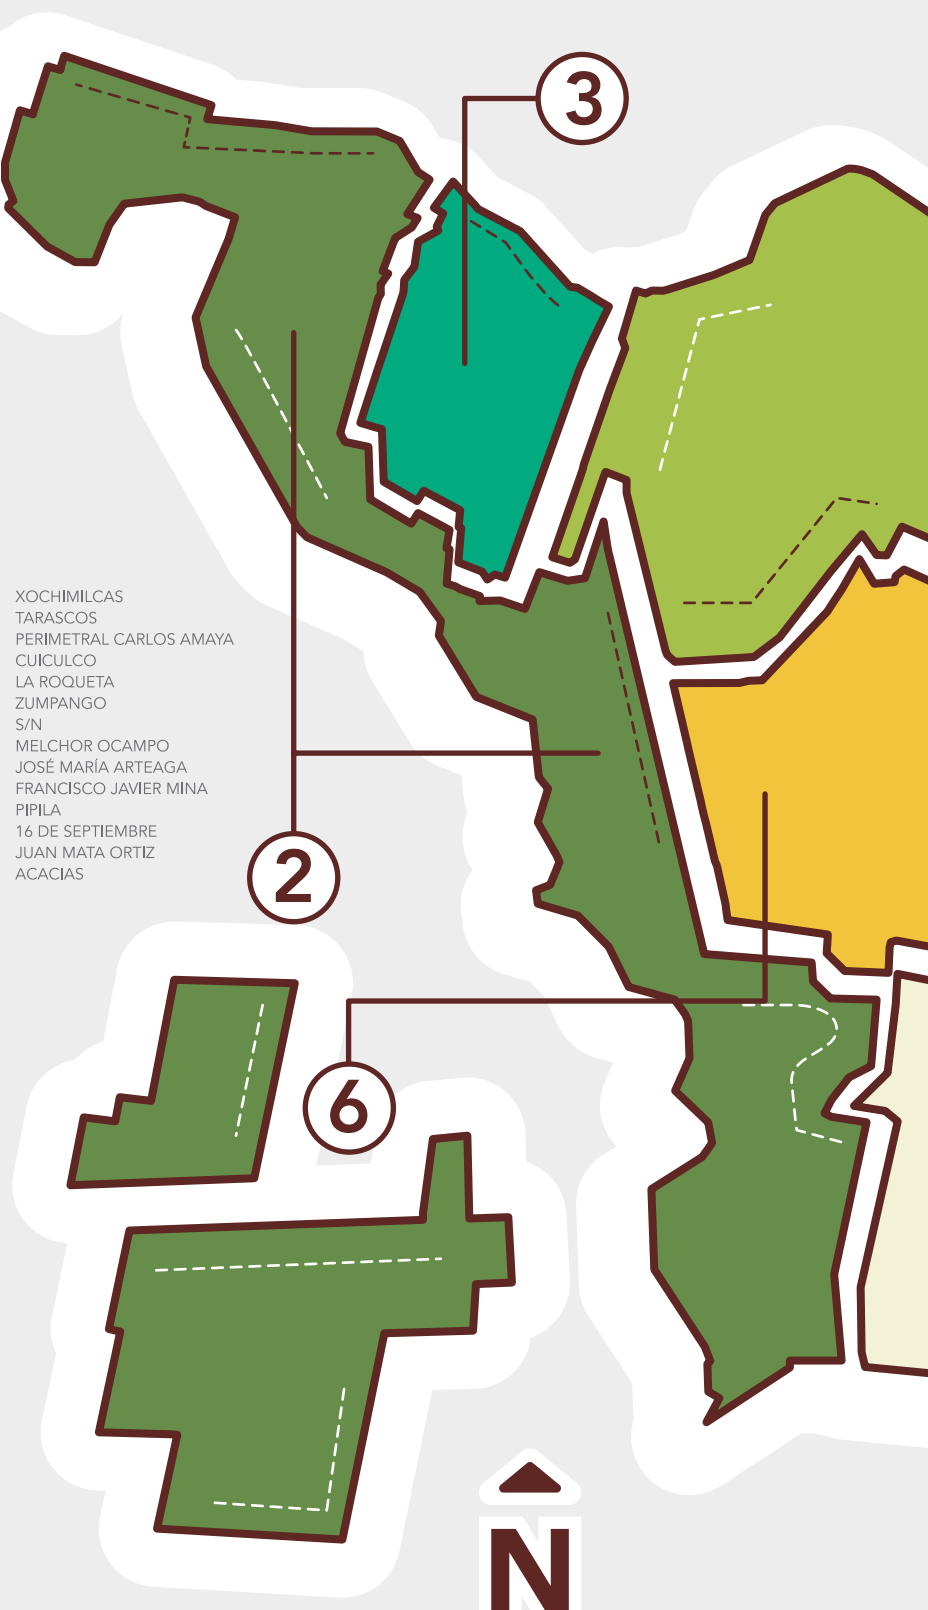 3
XOCHIMILCAS
TARASCOS
PERIMETRAL CARLOS AMAYA
CUICULCO
LA ROQUETA
ZUMPANGO
S/N
MELCHOR OCAMPO
JOSÉ MARÍA ARTEAGA
FRANCISCO JAVIER MINA
PIPILA
16 DE SEPTIEMBRE
JUAN MATA ORTIZ
ACACIAS
2
6
N